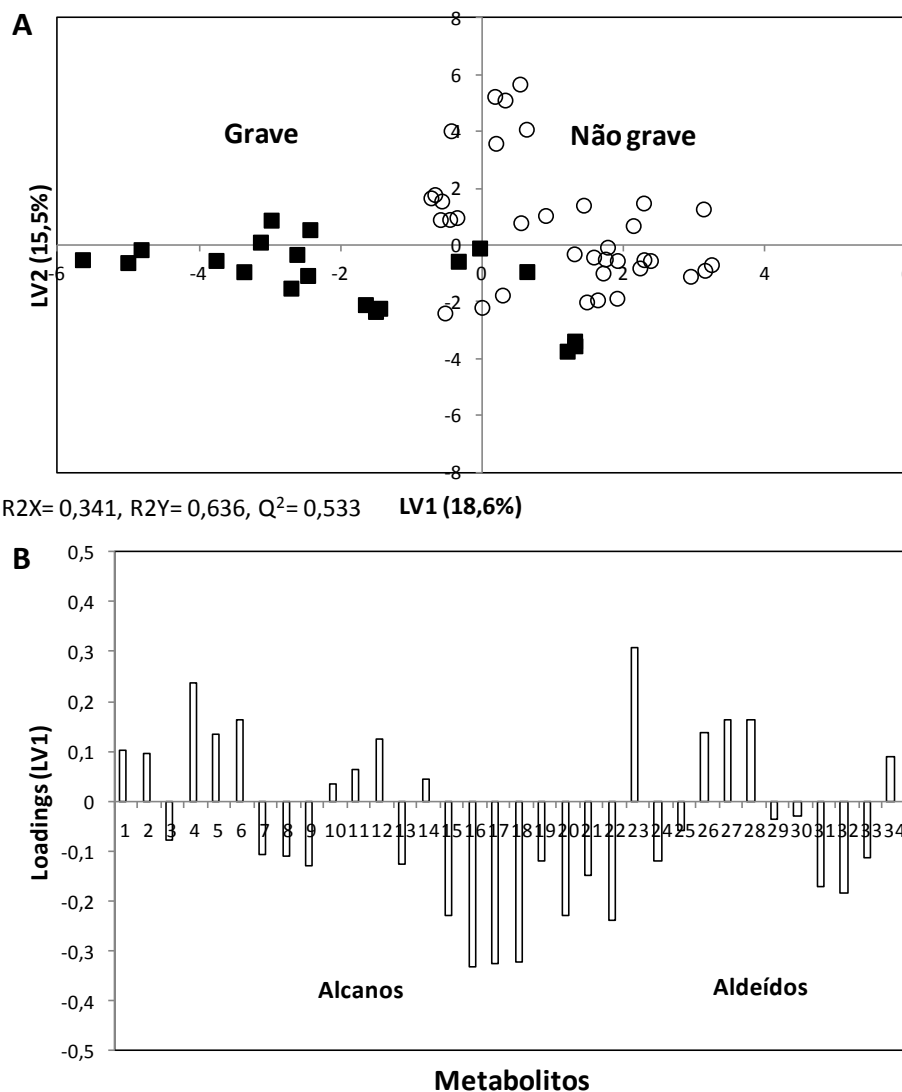 A
8
6
4
2
0
-2
-4
-6
-8
Grave
Não grave
-6
-4
-2
0
2
4
LV2 (15,5%)
R2X= 0,341, R2Y= 0,636, Q²= 0,533
LV1 (18,6%)
B
0,5
0,4
0,3
0,2
0,1
0
-0,1
-0,2
-0,3
-0,4
-0,5
Loadings (LV1)
1 2 3 4 5 6 7 8 9 10 11 12 13 14 15 16 17 18 19 20 21 22 23 24 25 26 27 28 29 30 31 32 33 34
Alcanos
Aldeídos
Metabolitos